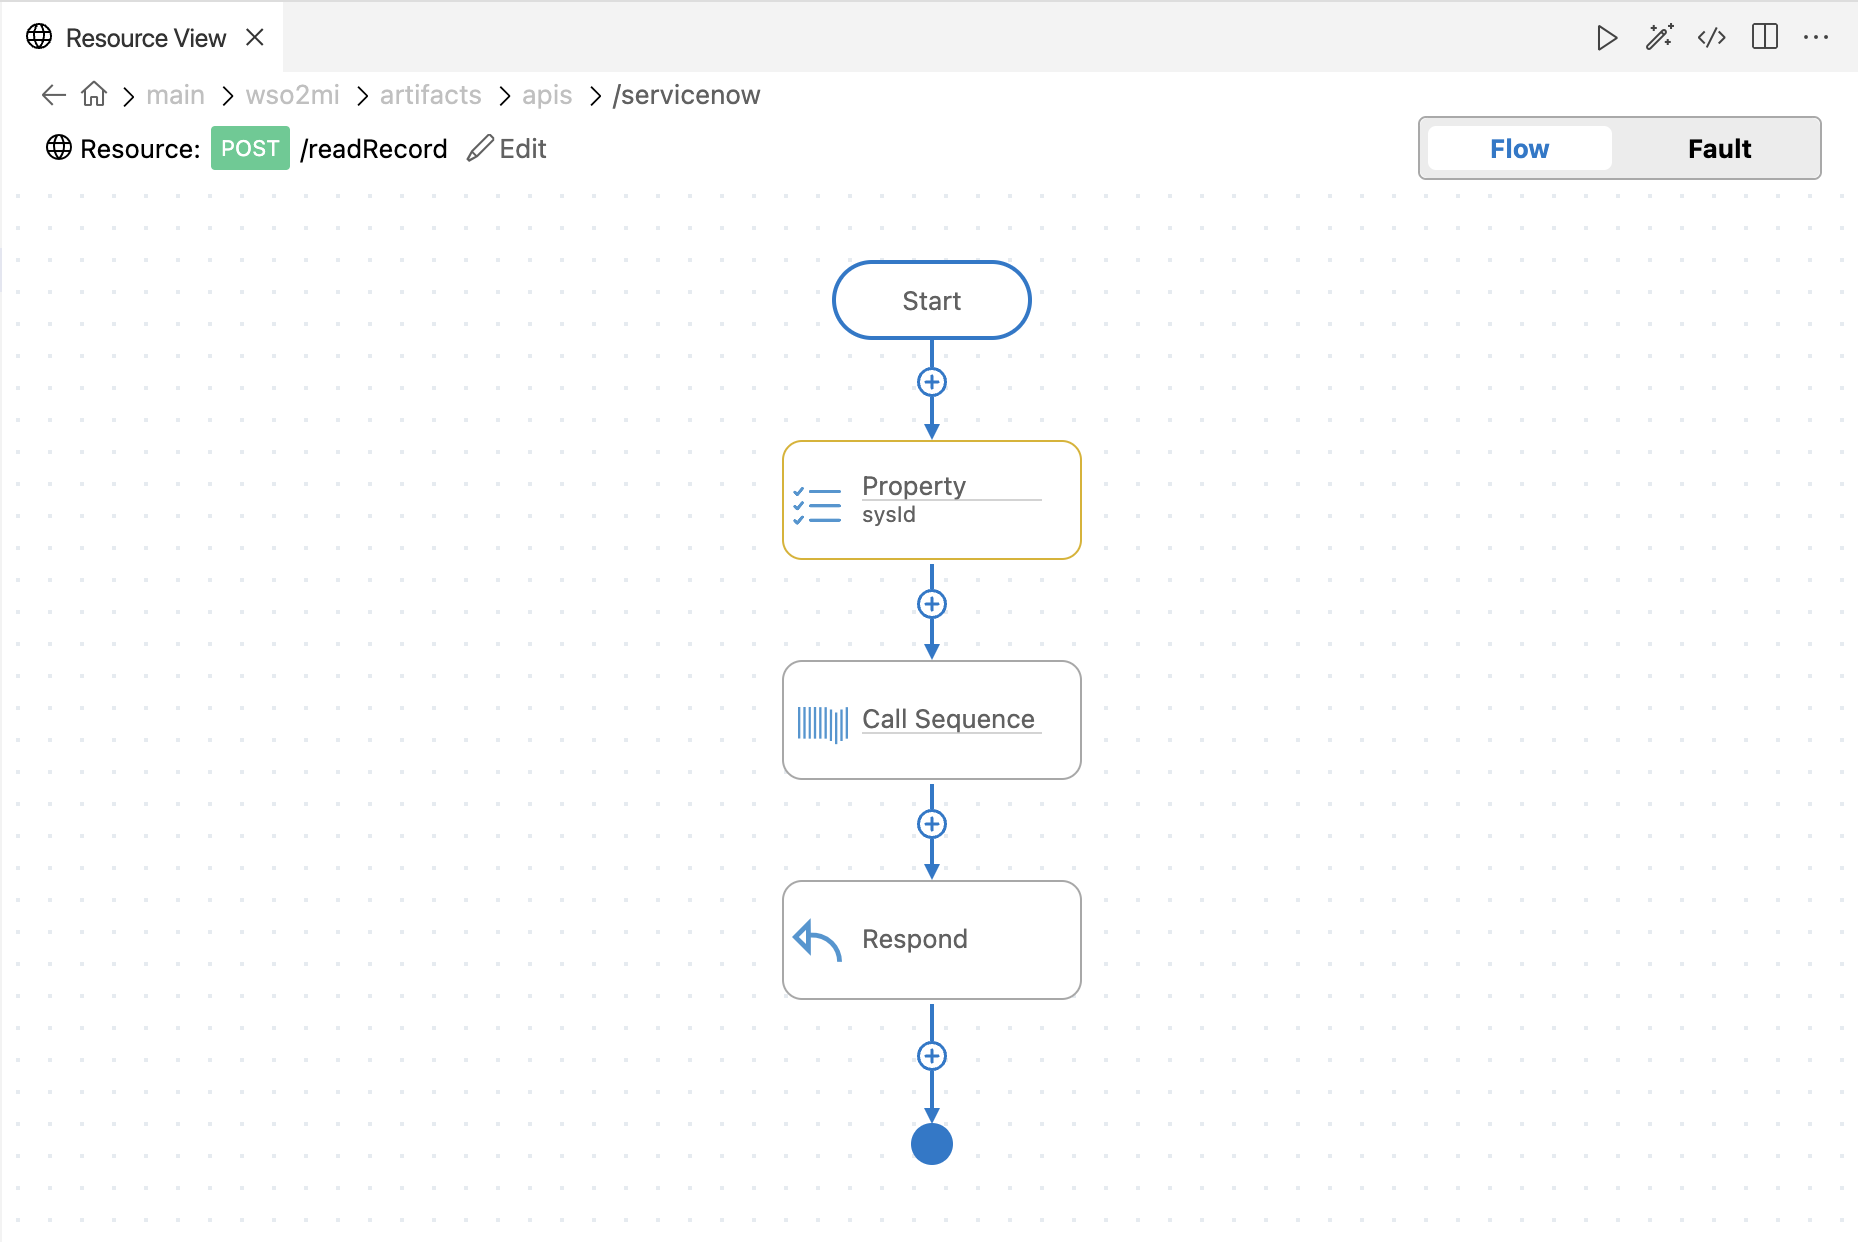 Resource View
main wso2mi artifacts apis /servicenow
Resource: POST /readRecord Edit
Flow Fault
Start
Property
sysId
Call Sequence
Respond